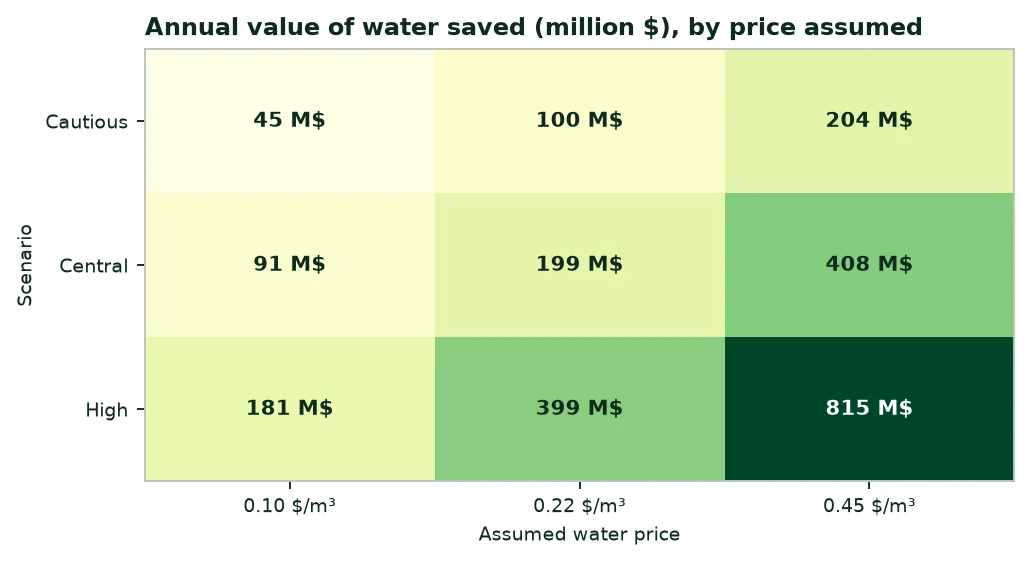 Annual value of water saved (million $), by price assumed
Scenario
Cautious
45 M$
100 M$
204 M$
Central
91 M$
199 M$
408 M$
High
181 M$
399 M$
815 M$
0.10 $/m³
0.22 $/m³
0.45 $/m³
Assumed water price